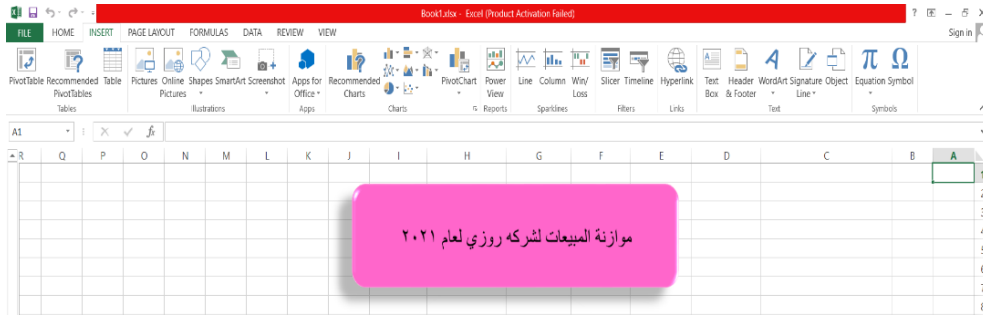 Book1.xlsx - Excel (Product Activation Failed)
FILE HOME INSERT PAGE LAYOUT FORMULAS DATA REVIEW VIEW Sign in
PivotTable Recommended PivotTables Table Pictures Online Pictures Shapes SmartArt Screenshot Apps for Office Recommended Charts PivotChart Power View Line Column Win/Loss Slicer Timeline Hyperlink Text Box Header & Footer WordArt Signature Line Object Equation Symbol
Tables Illustrations Apps Charts Reports Sparklines Filters Links Text Symbols
A1 fx
R Q P O N M L K J I H G F E D C B A
موازنة المبيعات لشركه روزي لعام ٢٠٢١